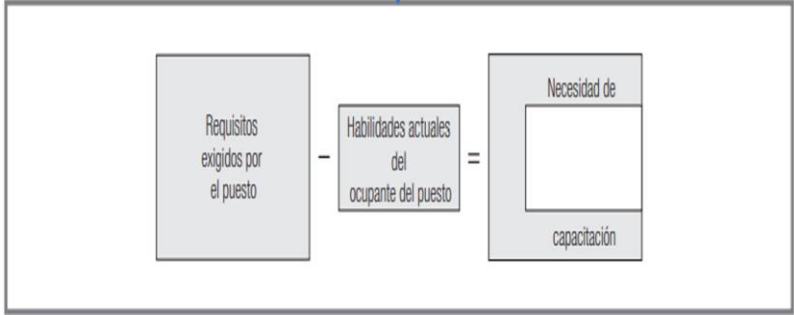 Requisitos
exigidos por
el puesto
–
Habilidades actuales
del
ocupante del puesto
=
Necesidad de
capacitación